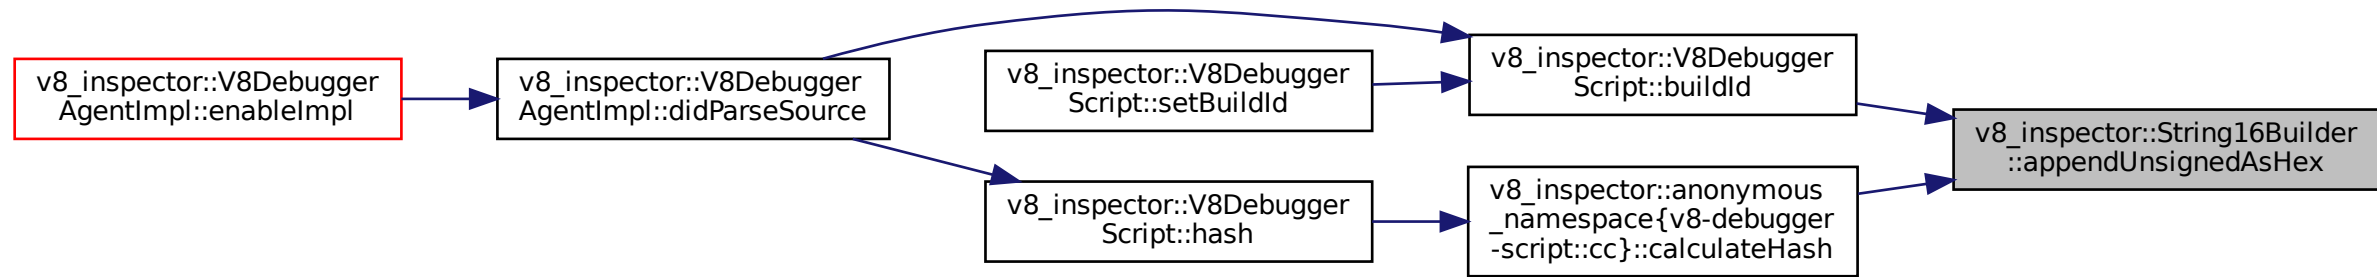 v8_inspector::V8Debugger
AgentImpl::enableImpl
v8_inspector::V8Debugger
AgentImpl::didParseSource
v8_inspector::V8Debugger
Script::setBuildId
v8_inspector::V8Debugger
Script::hash
v8_inspector::V8Debugger
Script::buildId
v8_inspector::anonymous
_namespace{v8-debugger
-script::cc}::calculateHash
v8_inspector::String16Builder
::appendUnsignedAsHex